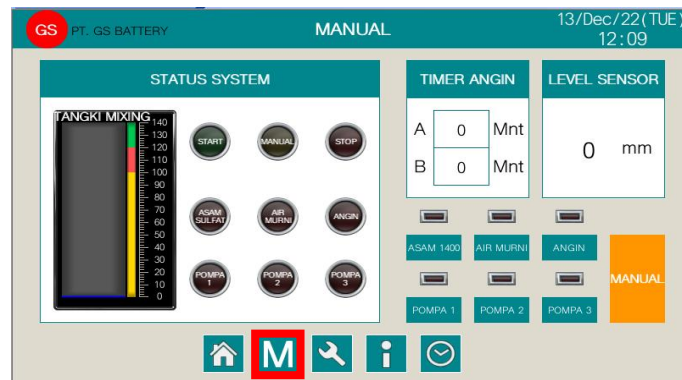 GS PT. GS BATTERY
MANUAL
13/Dec/22(TUE)
12:09
STATUS SYSTEM
TANGKI MIXING
140
130
120
110
100
90
80
70
60
50
40
30
20
10
0
START MANUAL STOP
ASAM SULFAT AIR MURNI ANGIN
POMPA 1 POMPA 2 POMPA 3
TIMER ANGIN
A 0 Mnt
B 0 Mnt
LEVEL SENSOR
0 mm
ASAM 1400 AIR MURNI ANGIN
POMPA 1 POMPA 2 POMPA 3
MANUAL
M